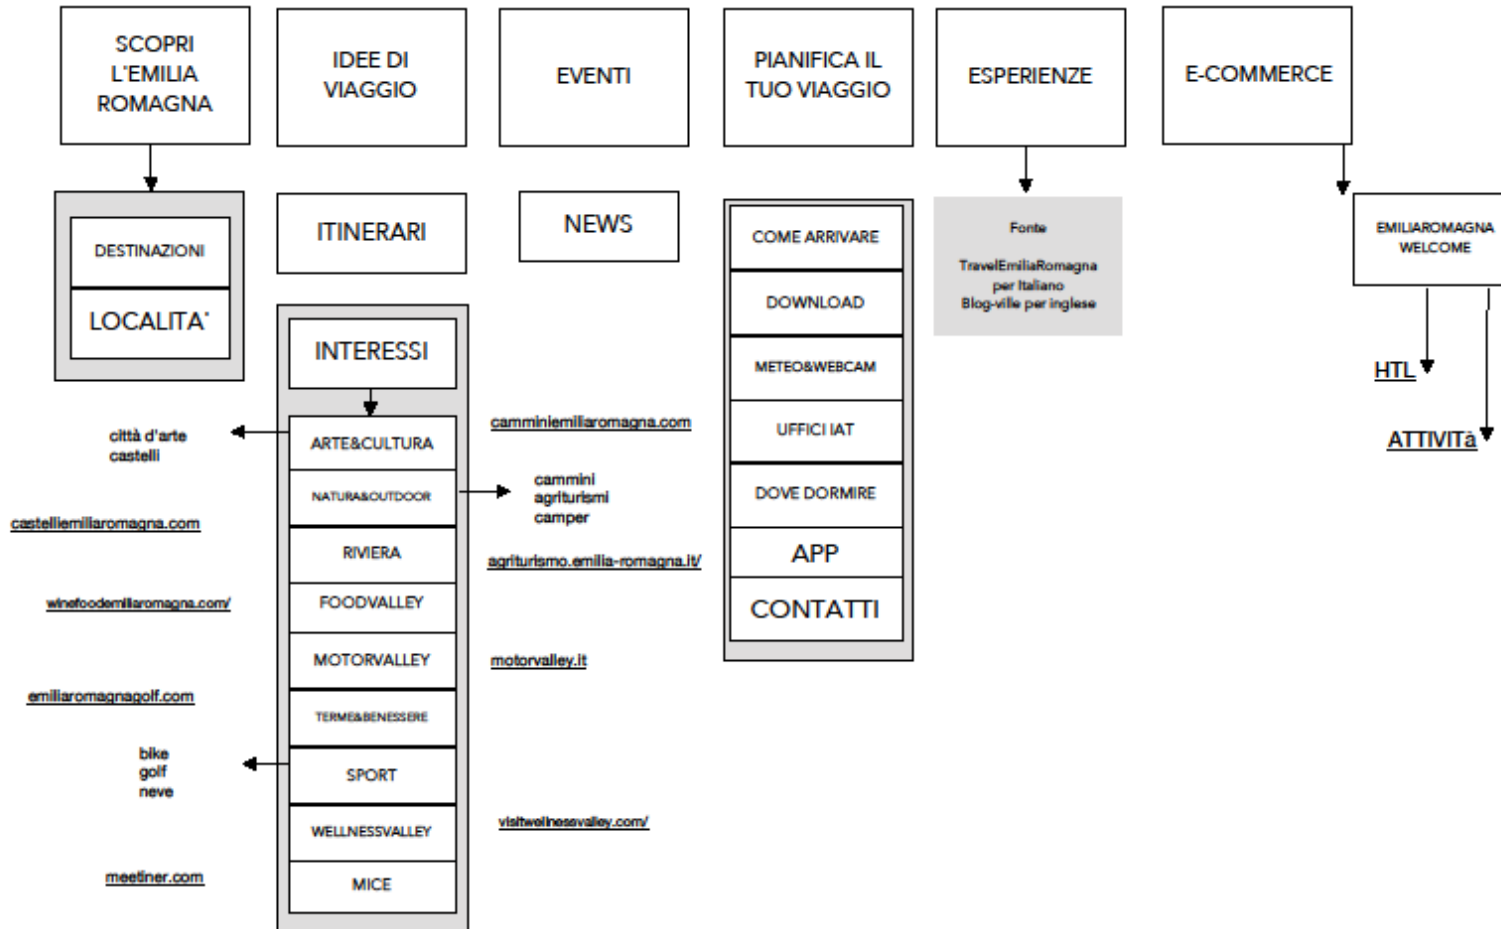 SCOPRI
L'EMILIA
ROMAGNA
IDEE DI
VIAGGIO
EVENTI
PIANIFICA IL
TUO VIAGGIO
ESPERIENZE
E-COMMERCE
DESTINAZIONI
LOCALITA'
ITINERARI
INTERESSI
ARTE&CULTURA
NATURA&OUTDOOR
RIVIERA
FOODVALLEY
MOTORVALLEY
TERME&BENESSERE
SPORT
WELLNESSVALLEY
MICE
città d'arte
castelli
castelliemiliaromagna.com
winefoodemiliaromagna.com/
emiliaromagnagolf.com
bike
golf
neve
meetiner.com
NEWS
camminiemiliaromagna.com
cammini
agriturismi
camper
agriturismo.emilia-romagna.it/
motorvalley.it
visitwellnessvalley.com/
COME ARRIVARE
DOWNLOAD
METEO&WEBCAM
UFFICI IAT
DOVE DORMIRE
APP
CONTATTI
Fonte
TravelEmiliaRomagna
per Italiano
Blog-ville per inglese
EMILIAROMAGNA
WELCOME
HTL
ATTIVITà